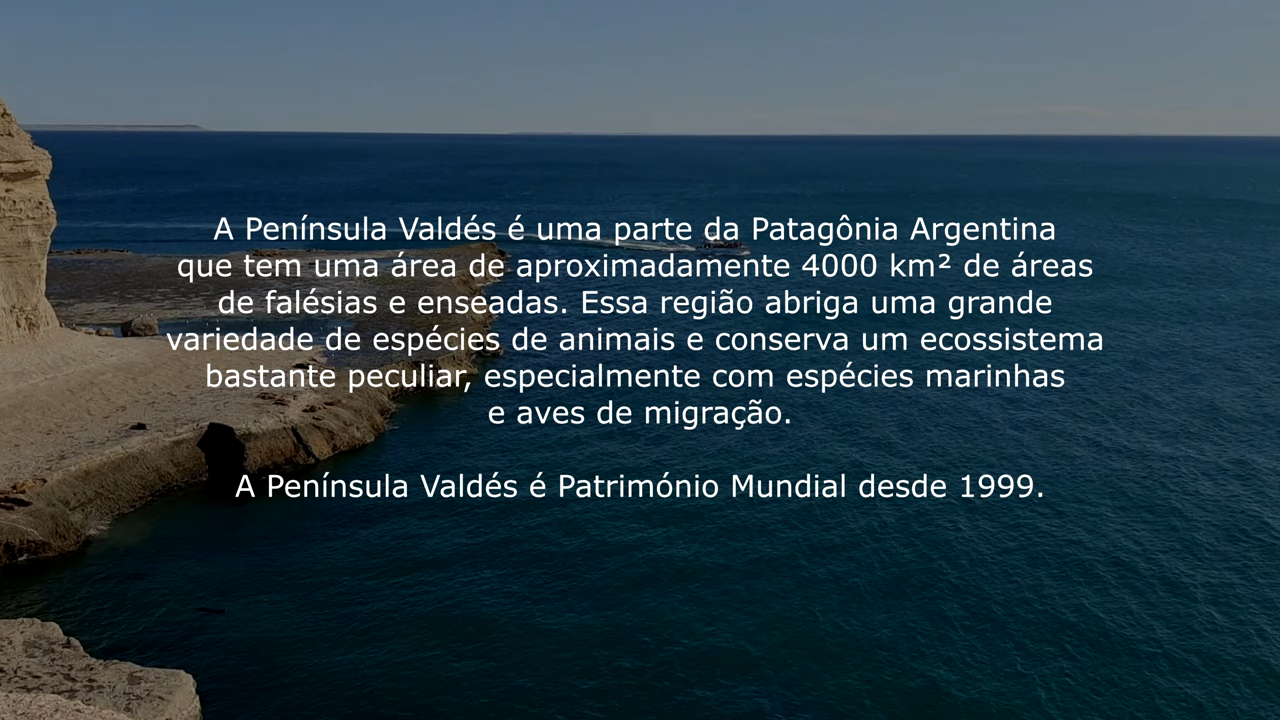 A Península Valdés é uma parte da Patagônia Argentina
que tem uma área de aproximadamente 4000 km² de áreas
de falésias e enseadas. Essa região abriga uma grande
variedade de espécies de animais e conserva um ecossistema
bastante peculiar, especialmente com espécies marinhas
e aves de migração.
A Península Valdés é Património Mundial desde 1999.